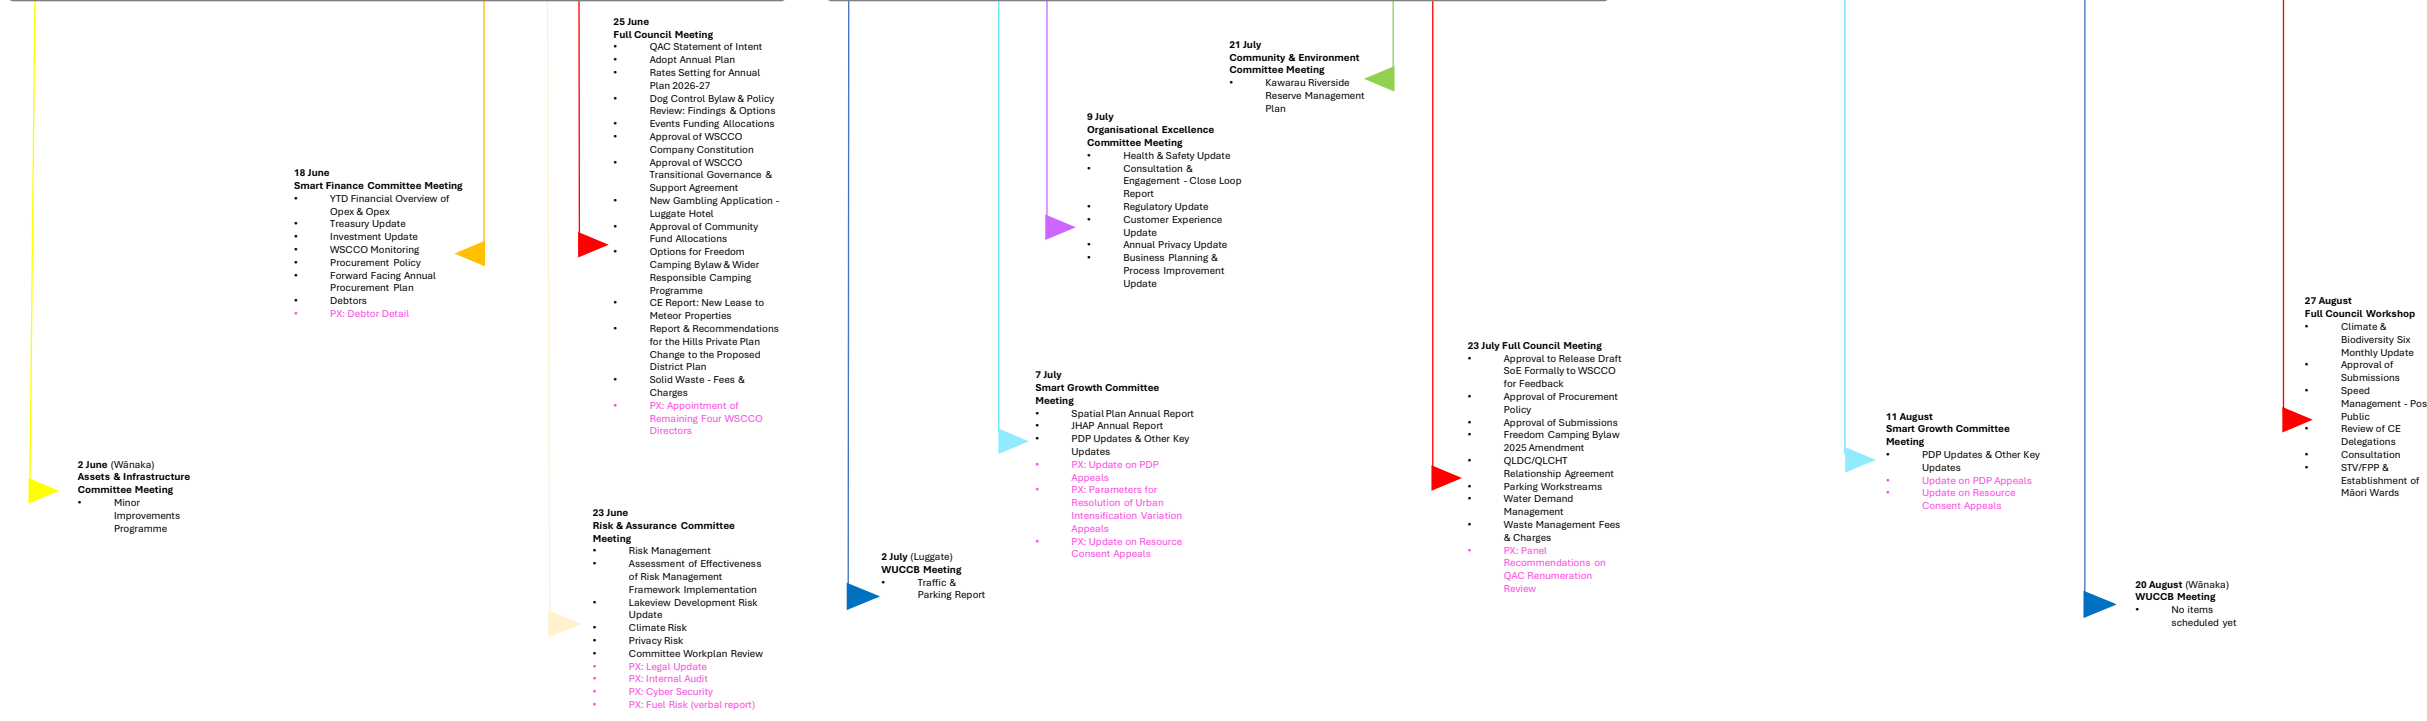 2 June (Wānaka)
Assets & Infrastructure
Committee Meeting
• Minor
Improvements
Programme
18 June
Smart Finance Committee Meeting
• YTD Financial Overview of
Opex & Opex
• Treasury Update
• Investment Update
• WSCCO Monitoring
• Procurement Policy
• Forward Facing Annual
Procurement Plan
• Debtors
• PX: Debtor Detail
23 June
Risk & Assurance Committee
Meeting
• Risk Management
• Assessment of Effectiveness
of Risk Management
Framework Implementation
• Lakeview Development Risk
Update
• Climate Risk
• Privacy Risk
• Committee Workplan Review
• PX: Legal Update
• PX: Internal Audit
• PX: Cyber Security
• PX: Fuel Risk (verbal report)
25 June
Full Council Meeting
• QAC Statement of Intent
• Adopt Annual Plan
• Rates Setting for Annual
Plan 2026-27
• Dog Control Bylaw & Policy
Review: Findings & Options
• Events Funding Allocations
• Approval of WSCCO
Company Constitution
• Approval of WSCCO
Transitional Governance &
Support Agreement
• New Gambling Application -
Luggate Hotel
• Approval of Community
Fund Allocations
• Options for Freedom
Camping Bylaw & Wider
Responsible Camping
Programme
• CE Report: New Lease to
Meteor Properties
• Report & Recommendations
for the Hills Private Plan
Change to the Proposed
District Plan
• Solid Waste - Fees &
Charges
• PX: Appointment of
Remaining Four WSCCO
Directors
2 July (Luggate)
WUCCB Meeting
• Traffic &
Parking Report
7 July
Smart Growth Committee
Meeting
• Spatial Plan Annual Report
• JHAP Annual Report
• PDP Updates & Other Key
Updates
• PX: Update on PDP
Appeals
• PX: Parameters for
Resolution of Urban
Intensification Variation
Appeals
• PX: Update on Resource
Consent Appeals
9 July
Organisational Excellence
Committee Meeting
• Health & Safety Update
• Consultation &
Engagement - Close Loop
Report
• Regulatory Update
• Customer Experience
Update
• Annual Privacy Update
• Business Planning &
Process Improvement
Update
21 July
Community & Environment
Committee Meeting
• Kawarau Riverside
Reserve Management
Plan
23 July Full Council Meeting
• Approval to Release Draft
SoE Formally to WSCCO
for Feedback
• Approval of Procurement
Policy
• Approval of Submissions
• Freedom Camping Bylaw
2025 Amendment
• QLDC/QLCHT
Relationship Agreement
• Parking Workstreams
• Water Demand
Management
• Waste Management Fees
& Charges
• PX: Panel
Recommendations on
QAC Renumeration
Review
11 August
Smart Growth Committee
Meeting
• PDP Updates & Other Key
Updates
• Update on PDP Appeals
• Update on Resource
Consent Appeals
20 August (Wānaka)
WUCCB Meeting
• No items
scheduled yet
27 August
Full Council Workshop
• Climate &
Biodiversity Six
Monthly Update
• Approval of
Submissions
• Speed
Management - Pos
Public
• Review of CE
Delegations
• Consultation
• STV/FPP &
Establishment of
Māori Wards